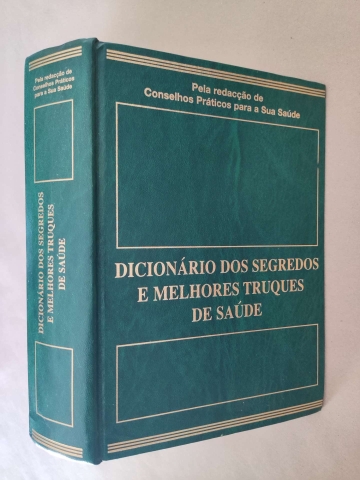 Pela redacção de
Conselhos Práticos
para a Sua Saúde
DICIONÁRIO DOS SEGREDOS
E MELHORES TRUQUES
DE SAÚDE
Pela redacção de
Conselhos Práticos para a Sua Saúde
DICIONÁRIO DOS SEGREDOS
E MELHORES TRUQUES
DE SAÚDE